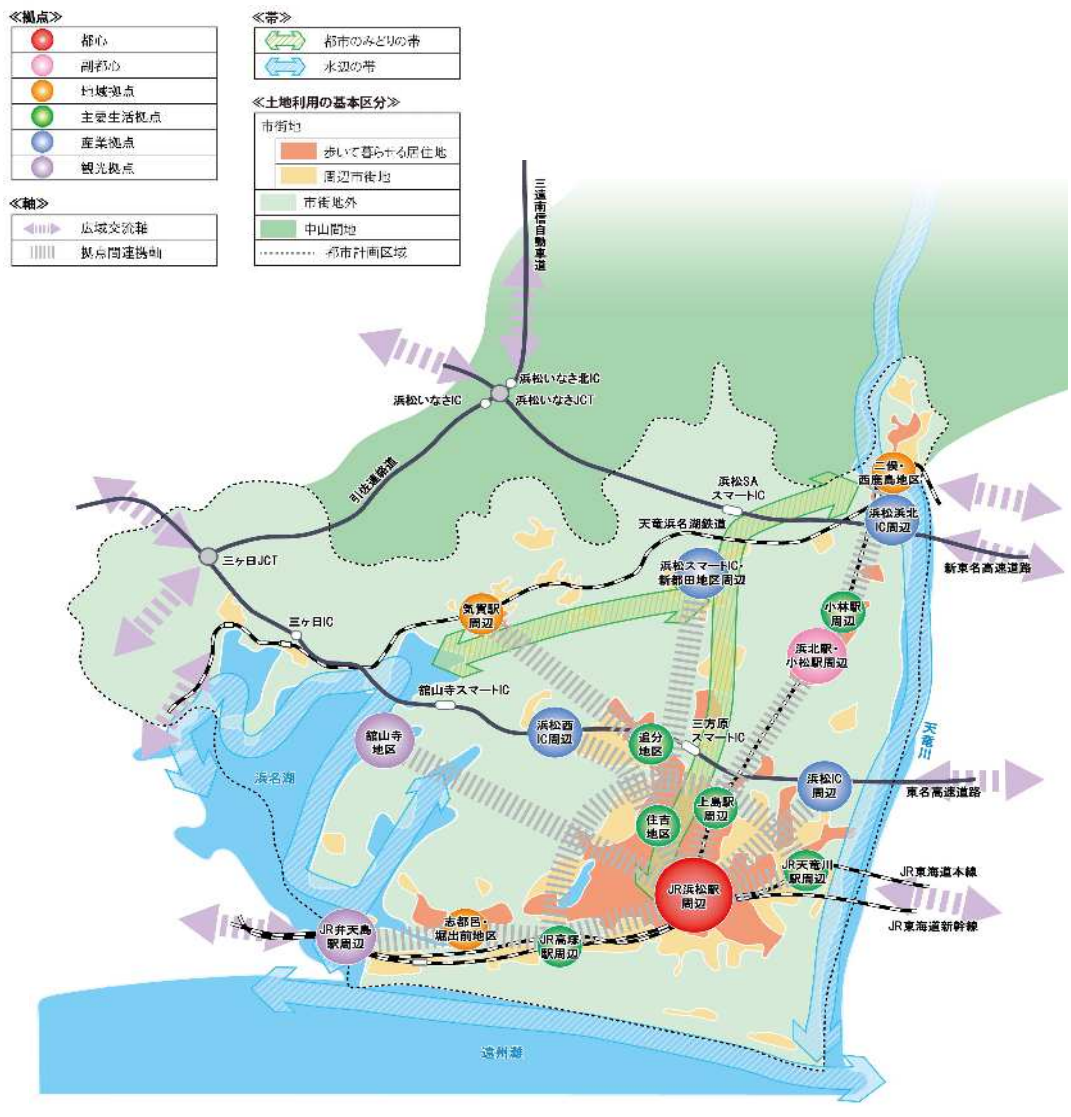 ≪拠点≫
都心
副都心
地域拠点
主要生活拠点
産業拠点
観光拠点
≪軸≫
広域交流軸
拠点間連携軸
≪帯≫
都市のみどりの帯
水辺の帯
≪土地利用の基本区分≫
市街地
歩いて暮らせる居住地
周辺市街地
市街地外
中山間地
都市計画区域
三遠南信自動車道
浜松いなさ北IC
浜松いなさIC
浜松いなさJCT
引佐連絡道
浜松SA
スマートIC
二俣・
西鹿島地区
天竜浜名湖鉄道
浜松浜北
IC周辺
新東名高速道路
三ヶ日JCT
浜松スマートIC・
新都田地区周辺
気賀駅
周辺
小林駅
周辺
三ヶ日IC
浜北駅・
小松駅周辺
舘山寺スマートIC
舘山寺
地区
浜松西
IC周辺
追分
地区
三方原
スマートIC
天竜川
浜名湖
浜松IC
周辺
東名高速道路
上島駅
周辺
住吉
地区
JR天竜川
駅周辺
JR東海道本線
JR浜松駅
周辺
JR東海道新幹線
志都呂・
堀出前地区
JR弁天島
駅周辺
JR高塚
駅周辺
遠州灘